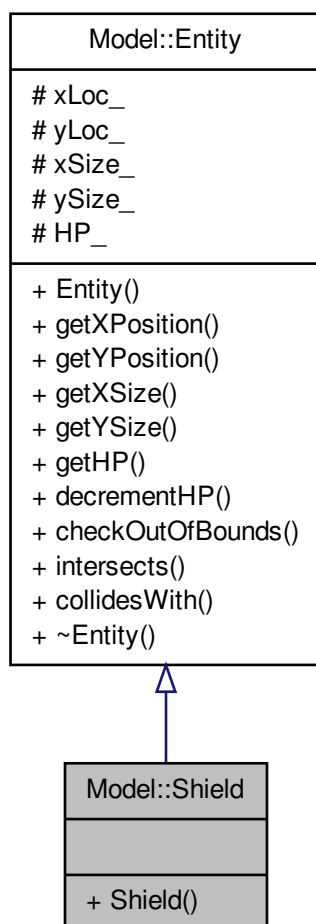 Model::Entity
# xLoc_
# yLoc_
# xSize_
# ySize_
# HP_
+ Entity()
+ getXPosition()
+ getYPosition()
+ getXSize()
+ getYSize()
+ getHP()
+ decrementHP()
+ checkOutOfBounds()
+ intersects()
+ collidesWith()
+ ~Entity()
Model::Shield
+ Shield()